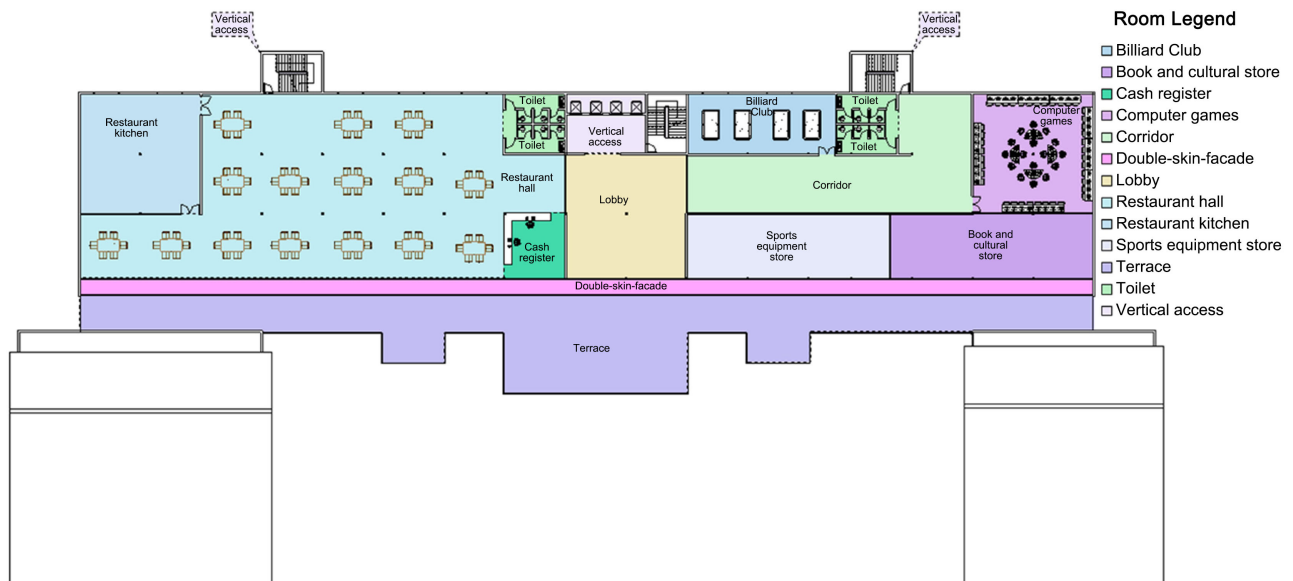 Vertical
access
Vertical
access
Room Legend
Billiard Club
Book and cultural store
Cash register
Computer games
Corridor
Double-skin-facade
Lobby
Restaurant hall
Restaurant kitchen
Sports equipment store
Terrace
Toilet
Vertical access
Restaurant
kitchen
Toilet
Toilet
Vertical
access
Billiard
Club
Toilet
Toilet
Computer
games
Restaurant
hall
Lobby
Corridor
Cash
register
Sports
equipment
store
Book and
cultural
store
Double-skin-facade
Terrace